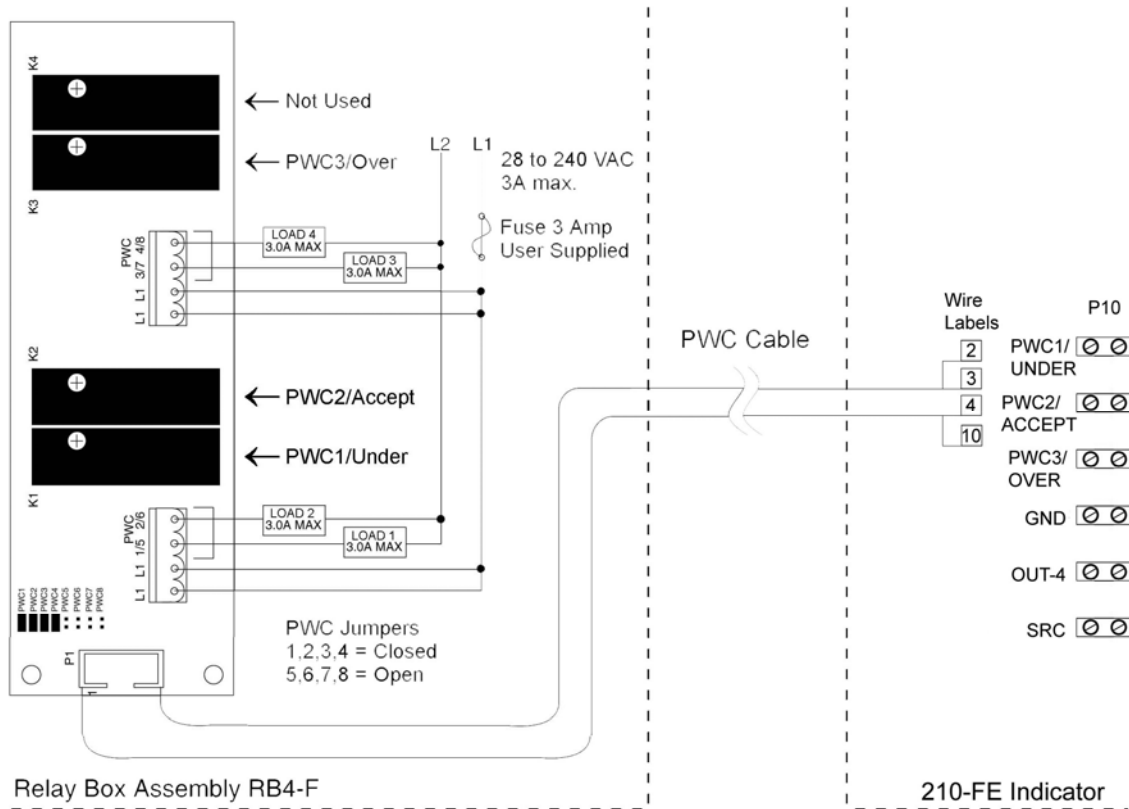 K4
Not Used
PWC3/Over
K3
L2
L1
28 to 240 VAC
3A max.
Fuse 3 Amp
User Supplied
PWC
4/8
3/7
L1
L1
LOAD 4
3.0A MAX
LOAD 3
3.0A MAX
K2
PWC2/Accept
PWC1/Under
K1
PWC
2/6
1/5
L1
L1
LOAD 2
3.0A MAX
LOAD 1
3.0A MAX
PWC1
PWC2
PWC3
PWC4
PWC5
PWC6
PWC7
PWC8
PWC Jumpers
1,2,3,4 = Closed
5,6,7,8 = Open
P1
1
Relay Box Assembly RB4-F
PWC Cable
Wire
Labels
2
3
4
10
P10
PWC1/
UNDER
PWC2/
ACCEPT
PWC3/
OVER
GND
OUT-4
SRC
210-FE Indicator